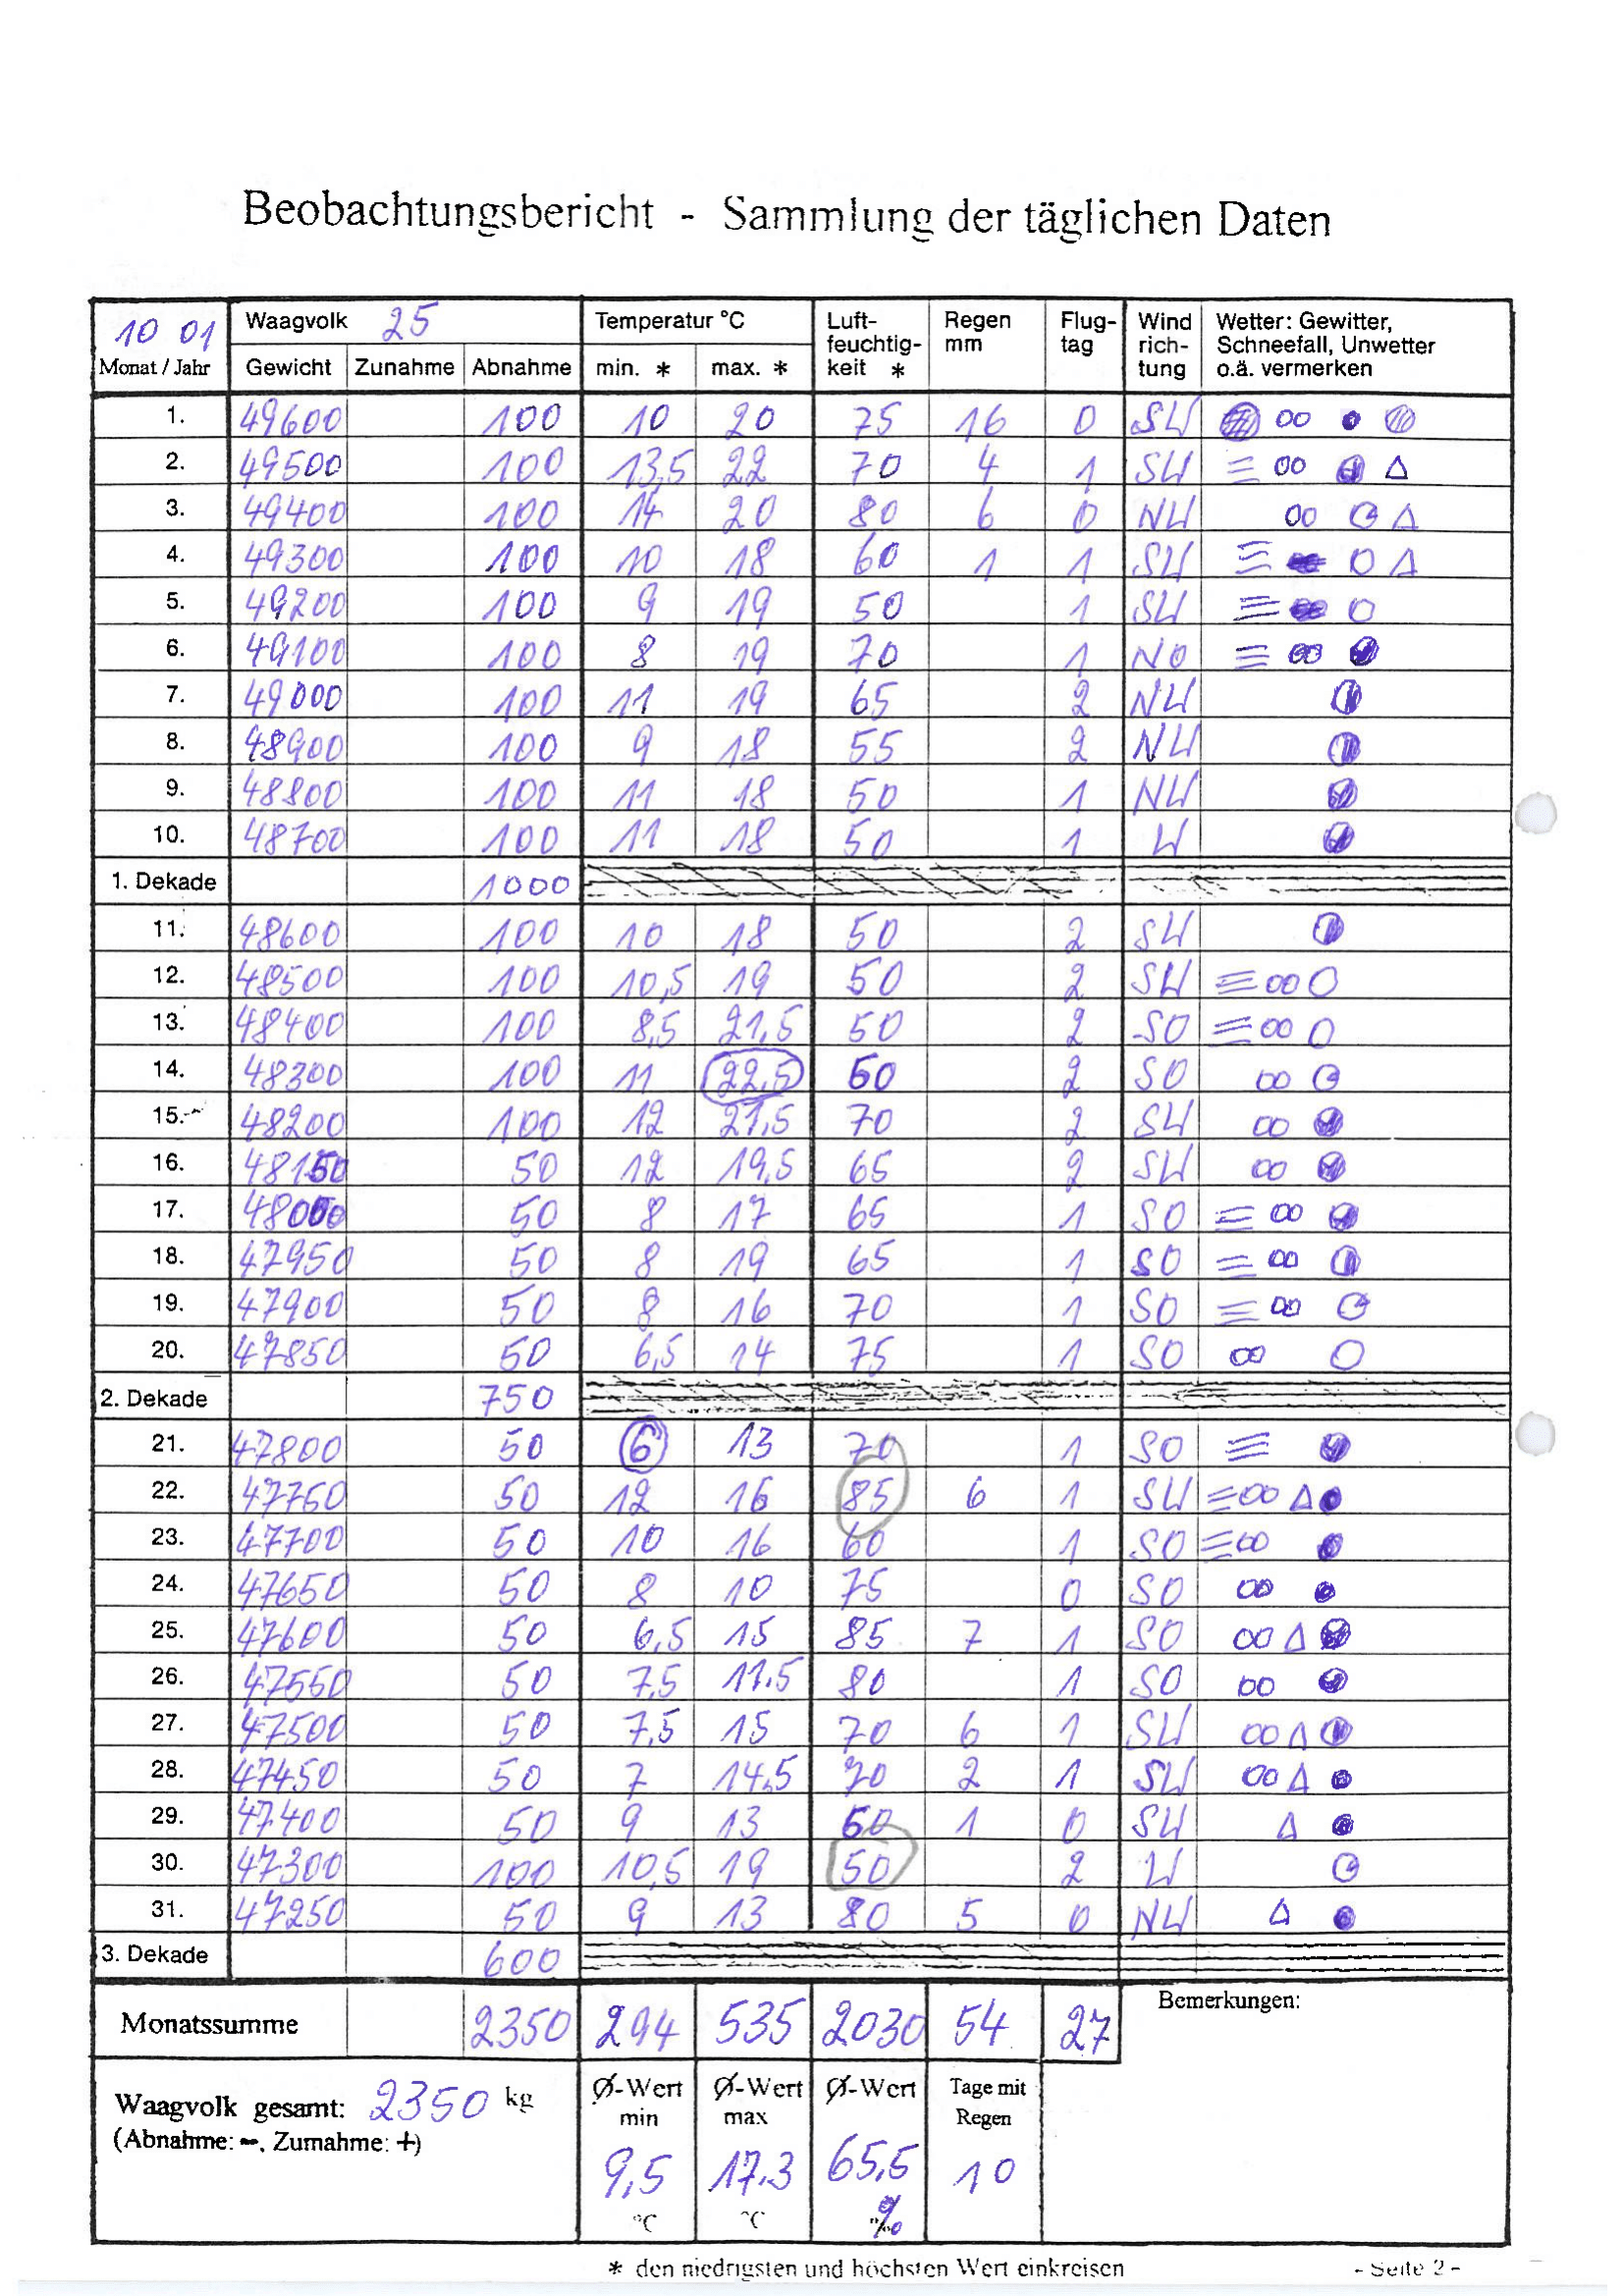 Beobachtungsbericht - Sammlung der täglichen Daten
10 01 Waagvolk 25 Temperatur °C Luft-feuchtig-keit * Regen mm Flug-tag Wind rich-tung Wetter: Gewitter, Schneefall, Unwetter o.ä. vermerken
Monat / Jahr Gewicht Zunahme Abnahme min. * max. *
1. 49600 100 10 20 75 16 0 SW
2. 49500 100 13,5 22 70 4 1 SW
3. 49400 100 14 20 80 6 0 NW
4. 49300 100 10 18 60 1 1 SW
5. 49200 100 9 19 50 1 SW
6. 49100 100 8 19 70 1 NO
7. 49000 100 11 19 65 2 NW
8. 48900 100 9 18 55 2 NW
9. 48800 100 11 18 50 1 NW
10. 48700 100 11 18 50 1 W
1. Dekade 1000
11. 48600 100 10 18 50 2 SW
12. 48500 100 10,5 19 50 2 SW
13. 48400 100 8,5 21,5 50 2 SO
14. 48300 100 11 22,5 60 2 SO
15. 48200 100 12 21,5 70 2 SW
16. 48150 50 12 19,5 65 2 SW
17. 48000 50 8 17 65 1 SO
18. 47950 50 8 19 65 1 SO
19. 47900 50 8 16 70 1 SO
20. 47850 50 6,5 14 75 1 SO
2. Dekade 750
21. 47800 50 6 13 70 1 SO
22. 47750 50 12 16 85 6 1 SW
23. 47700 50 10 16 60 1 SO
24. 47650 50 8 10 75 0 SO
25. 47600 50 6,5 15 85 7 1 SO
26. 47550 50 7,5 11,5 80 1 SO
27. 47500 50 7,5 15 70 6 1 SW
28. 47450 50 7 14,5 70 2 1 SW
29. 47400 50 9 13 60 1 0 SW
30. 47300 100 10,5 19 50 2 W
31. 47250 50 9 13 80 5 0 NW
3. Dekade 600
Monatssumme 2350 294 535 2030 54 27 Bemerkungen:
Waagvolk gesamt: 2350 kg Ø-Wert min Ø-Wert max Ø-Wert Tage mit Regen
(Abnahme: -, Zunahme: +)
9,5 °C 17,3 °C 65,5 % 10
* den niedrigsten und höchsten Wert einkreisen - Seite 2 -